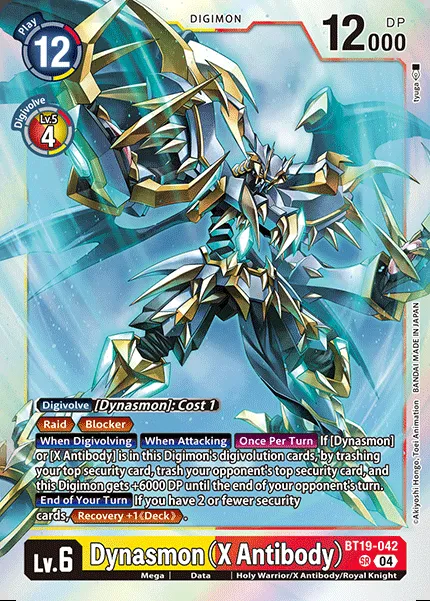 Play
12
DIGIMON
12000
DP
Digivolve
Lv.5
4
tyuga
Digivolve [Dynasmon]: Cost 1
Raid Blocker
When Digivolving When Attacking Once Per Turn If [Dynasmon]
or [X Antibody] is in this Digimon's digivolution cards, by trashing
your top security card, trash your opponent's top security card, and
this Digimon gets +6000 DP until the end of your opponent's turn.
End of Your Turn If you have 2 or fewer security
cards, Recovery +1《Deck》.
©Akiyoshi Hongo, Toei Animation BANDAI MADE IN JAPAN
Lv.6 Dynasmon (X Antibody) BT19-042
SR 04
Mega Data Holy Warrior/X Antibody/Royal Knight